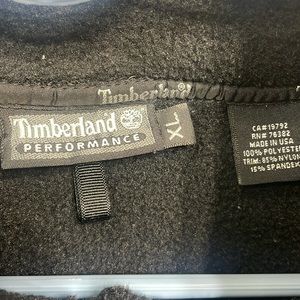 Timberland
Timberland
PERFORMANCE
XL
CA# 19792
RN# 76382
MADE IN USA
100% POLYESTER
TRIM: 85% NYLON
15% SPANDEX